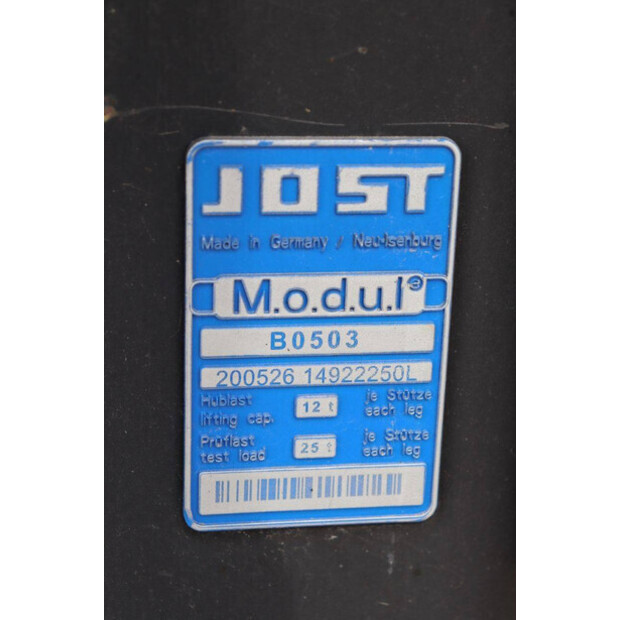 JOST
Made in Germany / Neu-Isenburg
M.o.d.u.l®
B0503
200526 14922250L
Hublast 12 t je Stütze
lifting cap. each leg
Prüflast 25 t je Stütze
test load each leg